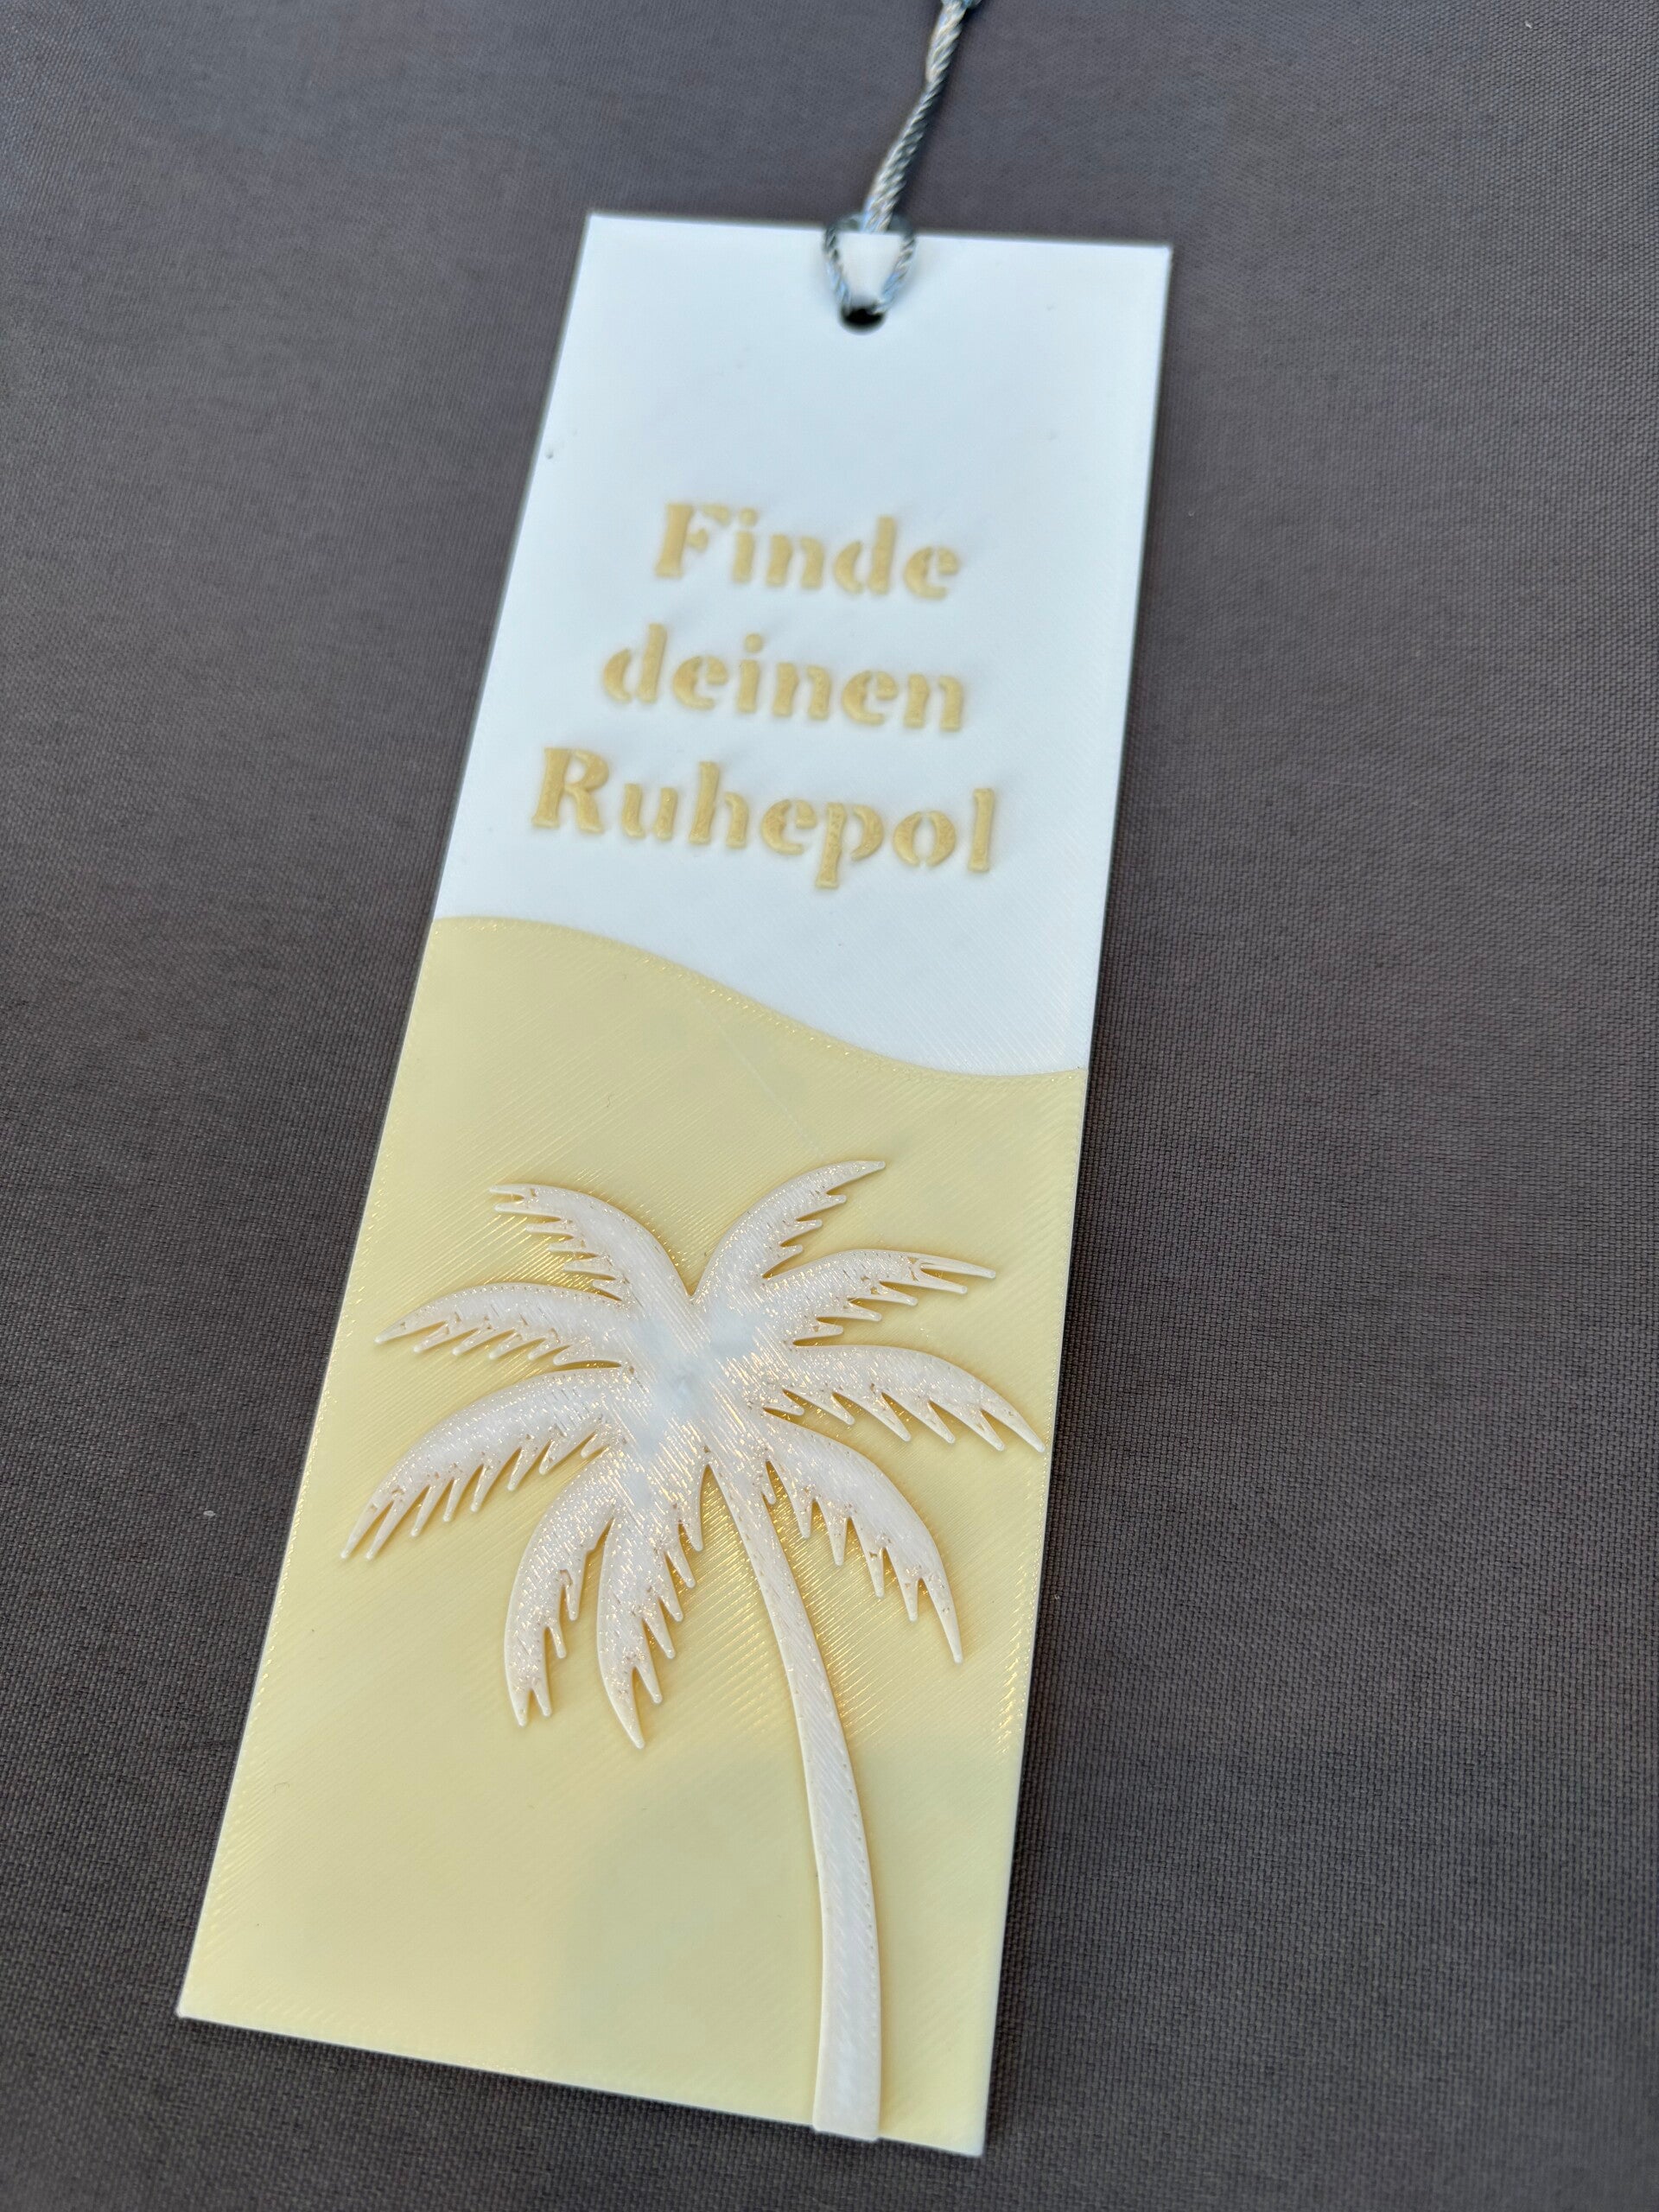 Finde
deinen
Ruhepol